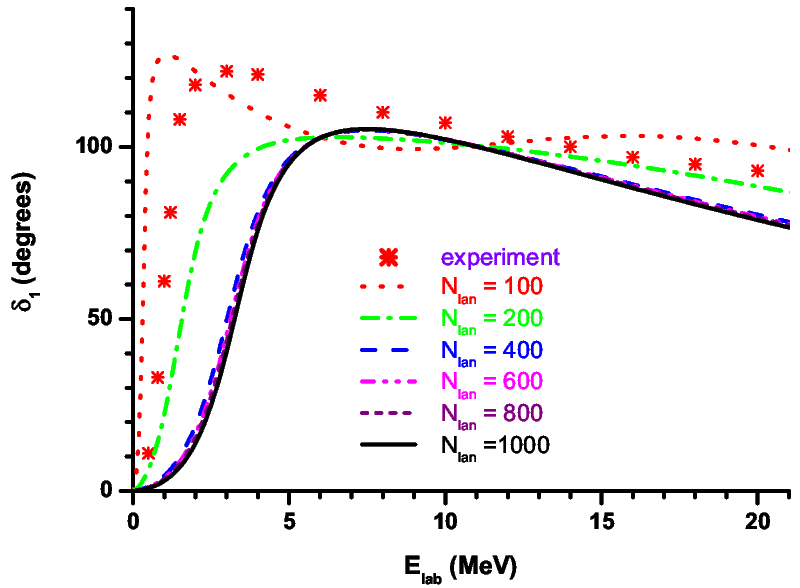 100
50
0
δ₁ (degrees)
experiment
Nlan = 100
Nlan = 200
Nlan = 400
Nlan = 600
Nlan = 800
Nlan =1000
0 5 10 15 20
Elab (MeV)